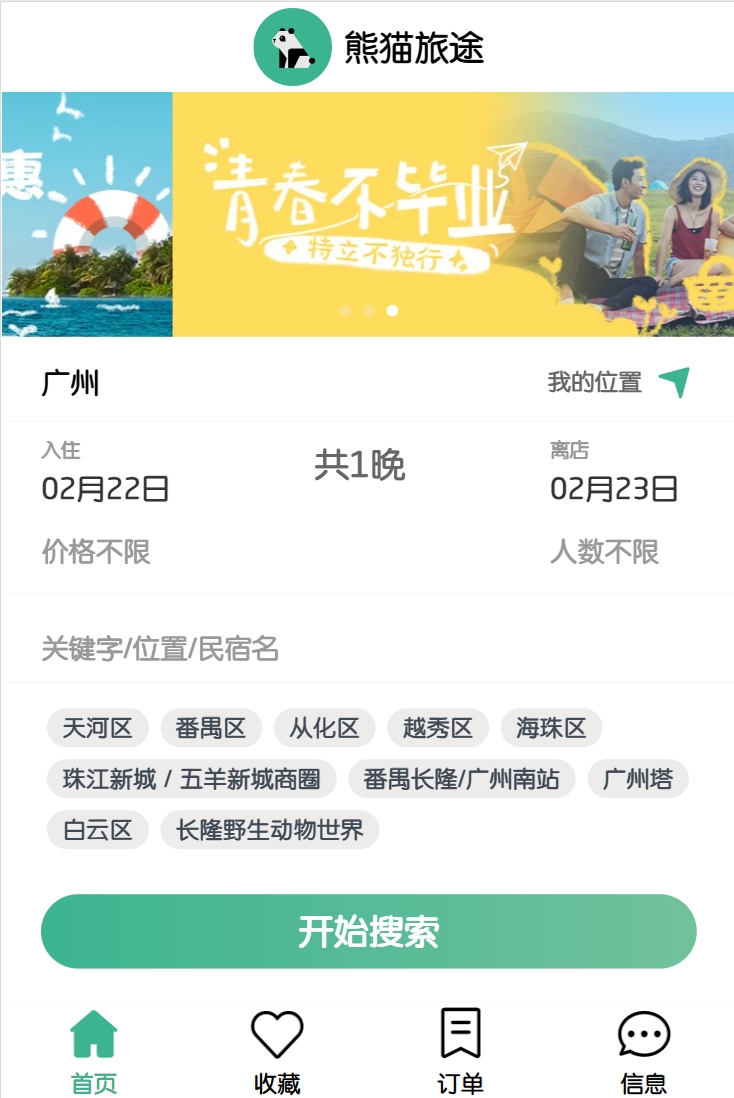 熊猫旅途
惠
青春不毕业
特立不独行
广州 我的位置
入住 离店
02月22日 共1晚 02月23日
价格不限 人数不限
关键字/位置/民宿名
天河区 番禺区 从化区 越秀区 海珠区
珠江新城 / 五羊新城商圈 番禺长隆/广州南站 广州塔
白云区 长隆野生动物世界
开始搜索
首页 收藏 订单 信息